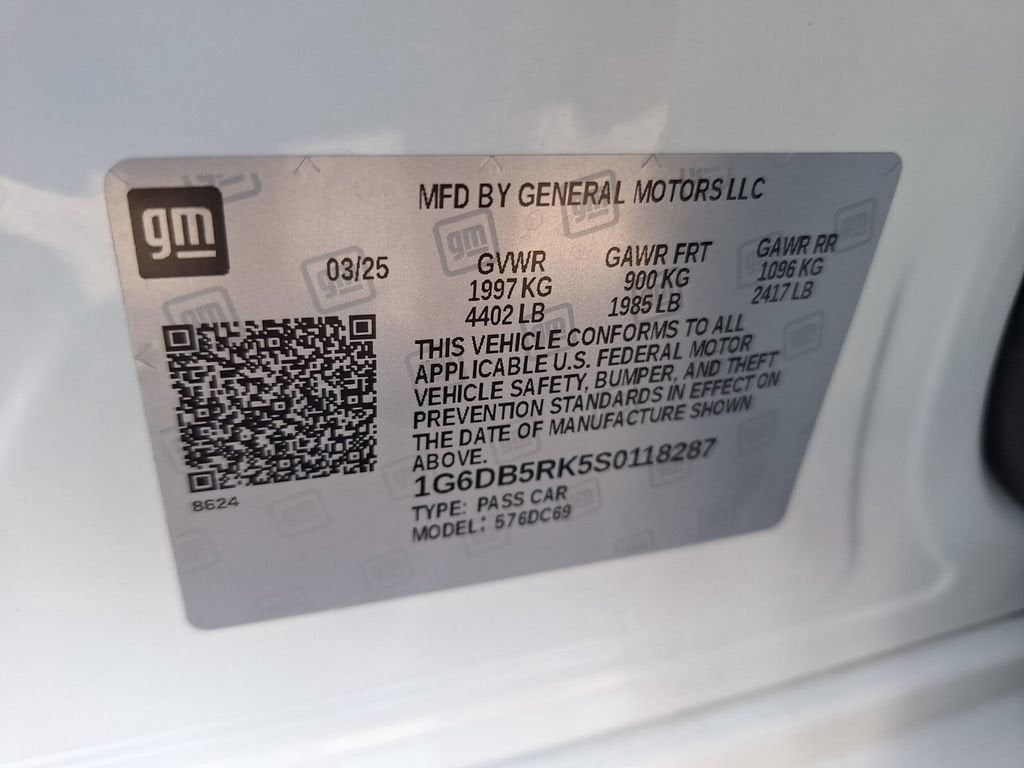 gm
MFD BY GENERAL MOTORS LLC
03/25
GVWR GAWR FRT GAWR RR
1997 KG 900 KG 1096 KG
4402 LB 1985 LB 2417 LB
THIS VEHICLE CONFORMS TO ALL
APPLICABLE U.S. FEDERAL MOTOR
VEHICLE SAFETY, BUMPER, AND THEFT
PREVENTION STANDARDS IN EFFECT ON
THE DATE OF MANUFACTURE SHOWN
ABOVE.
1G6DB5RK5S0118287
TYPE: PASS CAR
MODEL: 576DC69
8624